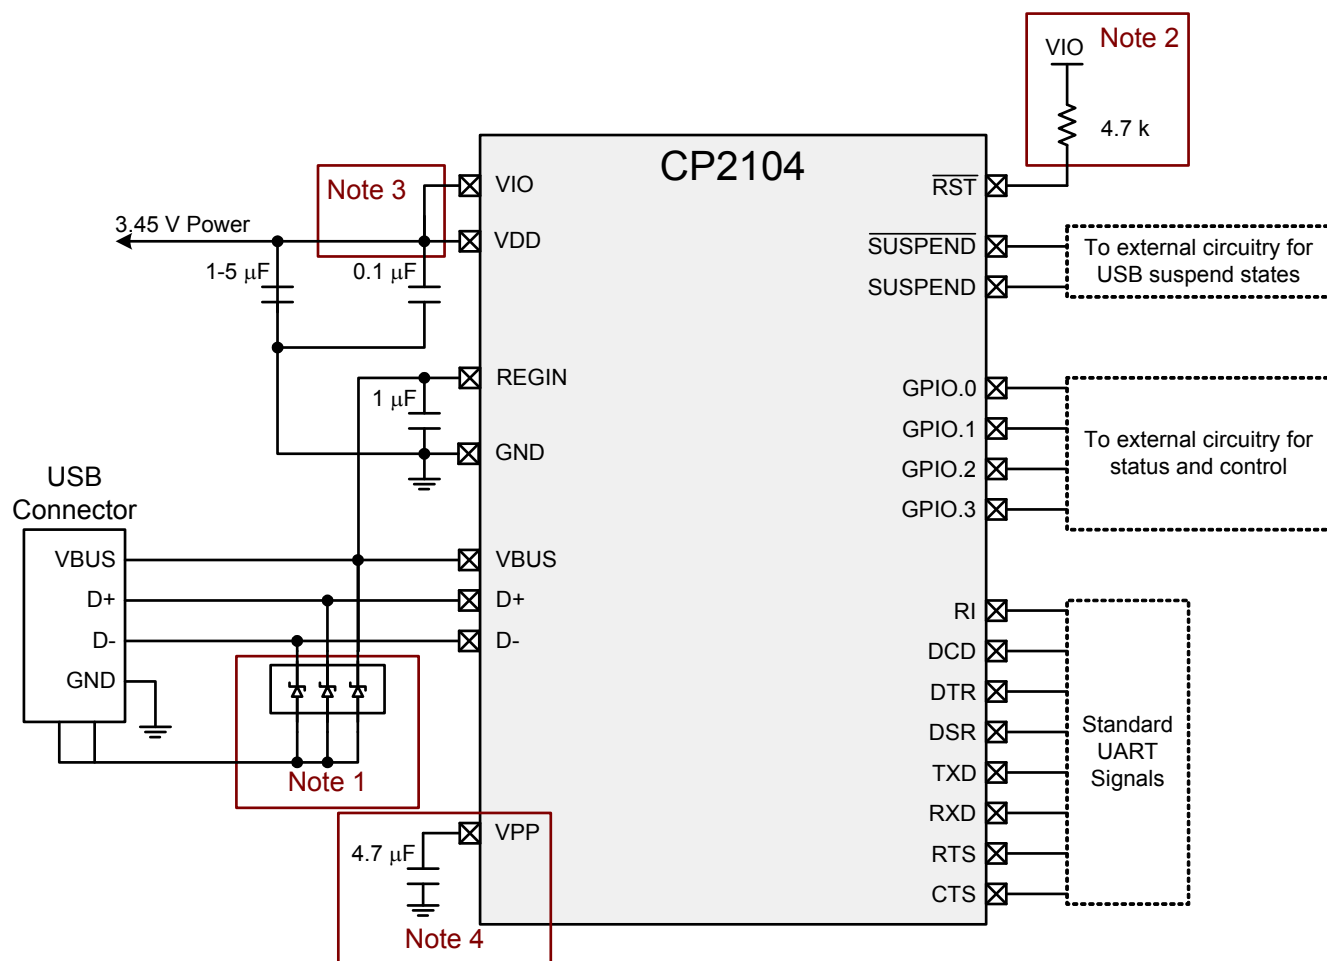 Note 2
VIO
4.7 k
CP2104
Note 3
VIO
RST
3.45 V Power
VDD
SUSPEND
To external circuitry for
USB suspend states
1-5 μF
0.1 μF
SUSPEND
REGIN
1 μF
GPIO.0
GPIO.1
To external circuitry for
status and control
GND
GPIO.2
GPIO.3
USB
Connector
VBUS
VBUS
D+
D+
RI
D-
D-
DCD
GND
DTR
DSR
Standard
UART
Signals
TXD
Note 1
RXD
VPP
4.7 μF
RTS
CTS
Note 4